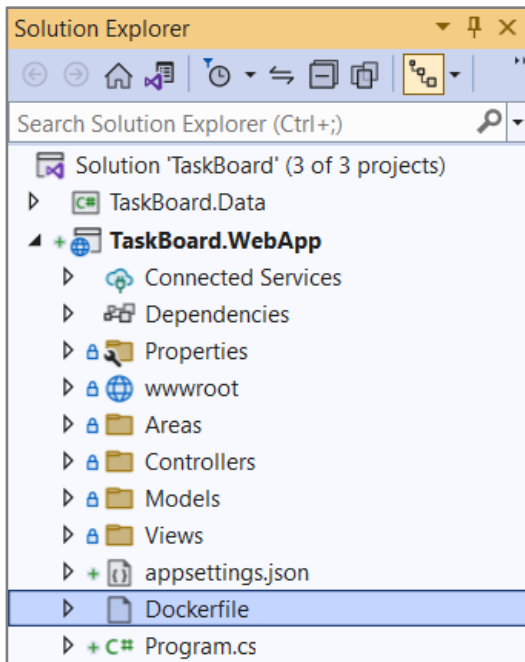 Solution Explorer
Search Solution Explorer (Ctrl+;)
Solution 'TaskBoard' (3 of 3 projects)
C# TaskBoard.Data
TaskBoard.WebApp
Connected Services
Dependencies
Properties
wwwroot
Areas
Controllers
Models
Views
appsettings.json
Dockerfile
C# Program.cs